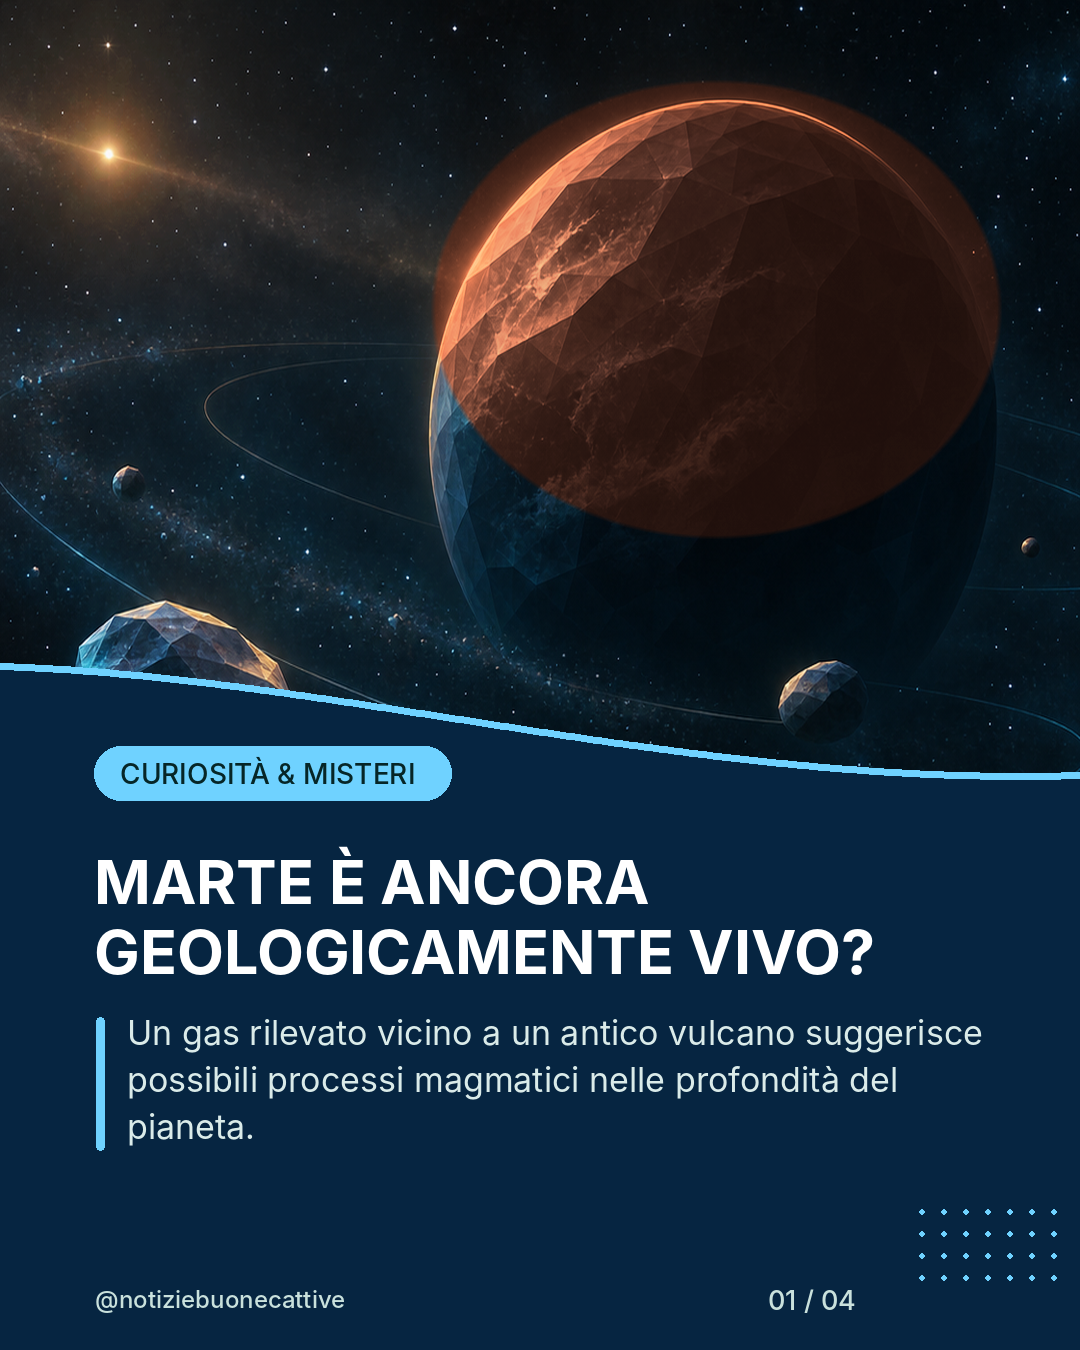 CURIOSITÀ & MISTERI
MARTE È ANCORA
GEOLOGICAMENTE VIVO?
Un gas rilevato vicino a un antico vulcano suggerisce
possibili processi magmatici nelle profondità del
pianeta.
@notiziebuonecattive
01 / 04